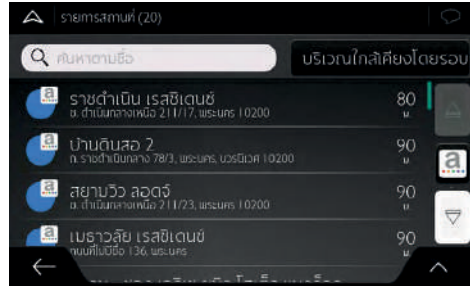 รายการสถานที่ (20)
ค้นหาตามชื่อ
บริเวณใกล้เคียงโดยรอบ
ราชดำเนิน เรสซิเดนซ์
80
ซ. ดำเนินกลางเหนือ 211/17, พระนคร 10200
ม.
บ้านดินสอ 2
90
ถ. ราชดำเนินกลาง 78/3, พระนคร, บวรนิเวศ 10200
ม.
สยามวิว ลอดจ์
90
ซ. ดำเนินกลางเหนือ 211/23, พระนคร 10200
ม.
เมธาวลัย เรสซิเดนซ์
90
ถนนที่ไม่มีชื่อ 136, พระนคร
ม.